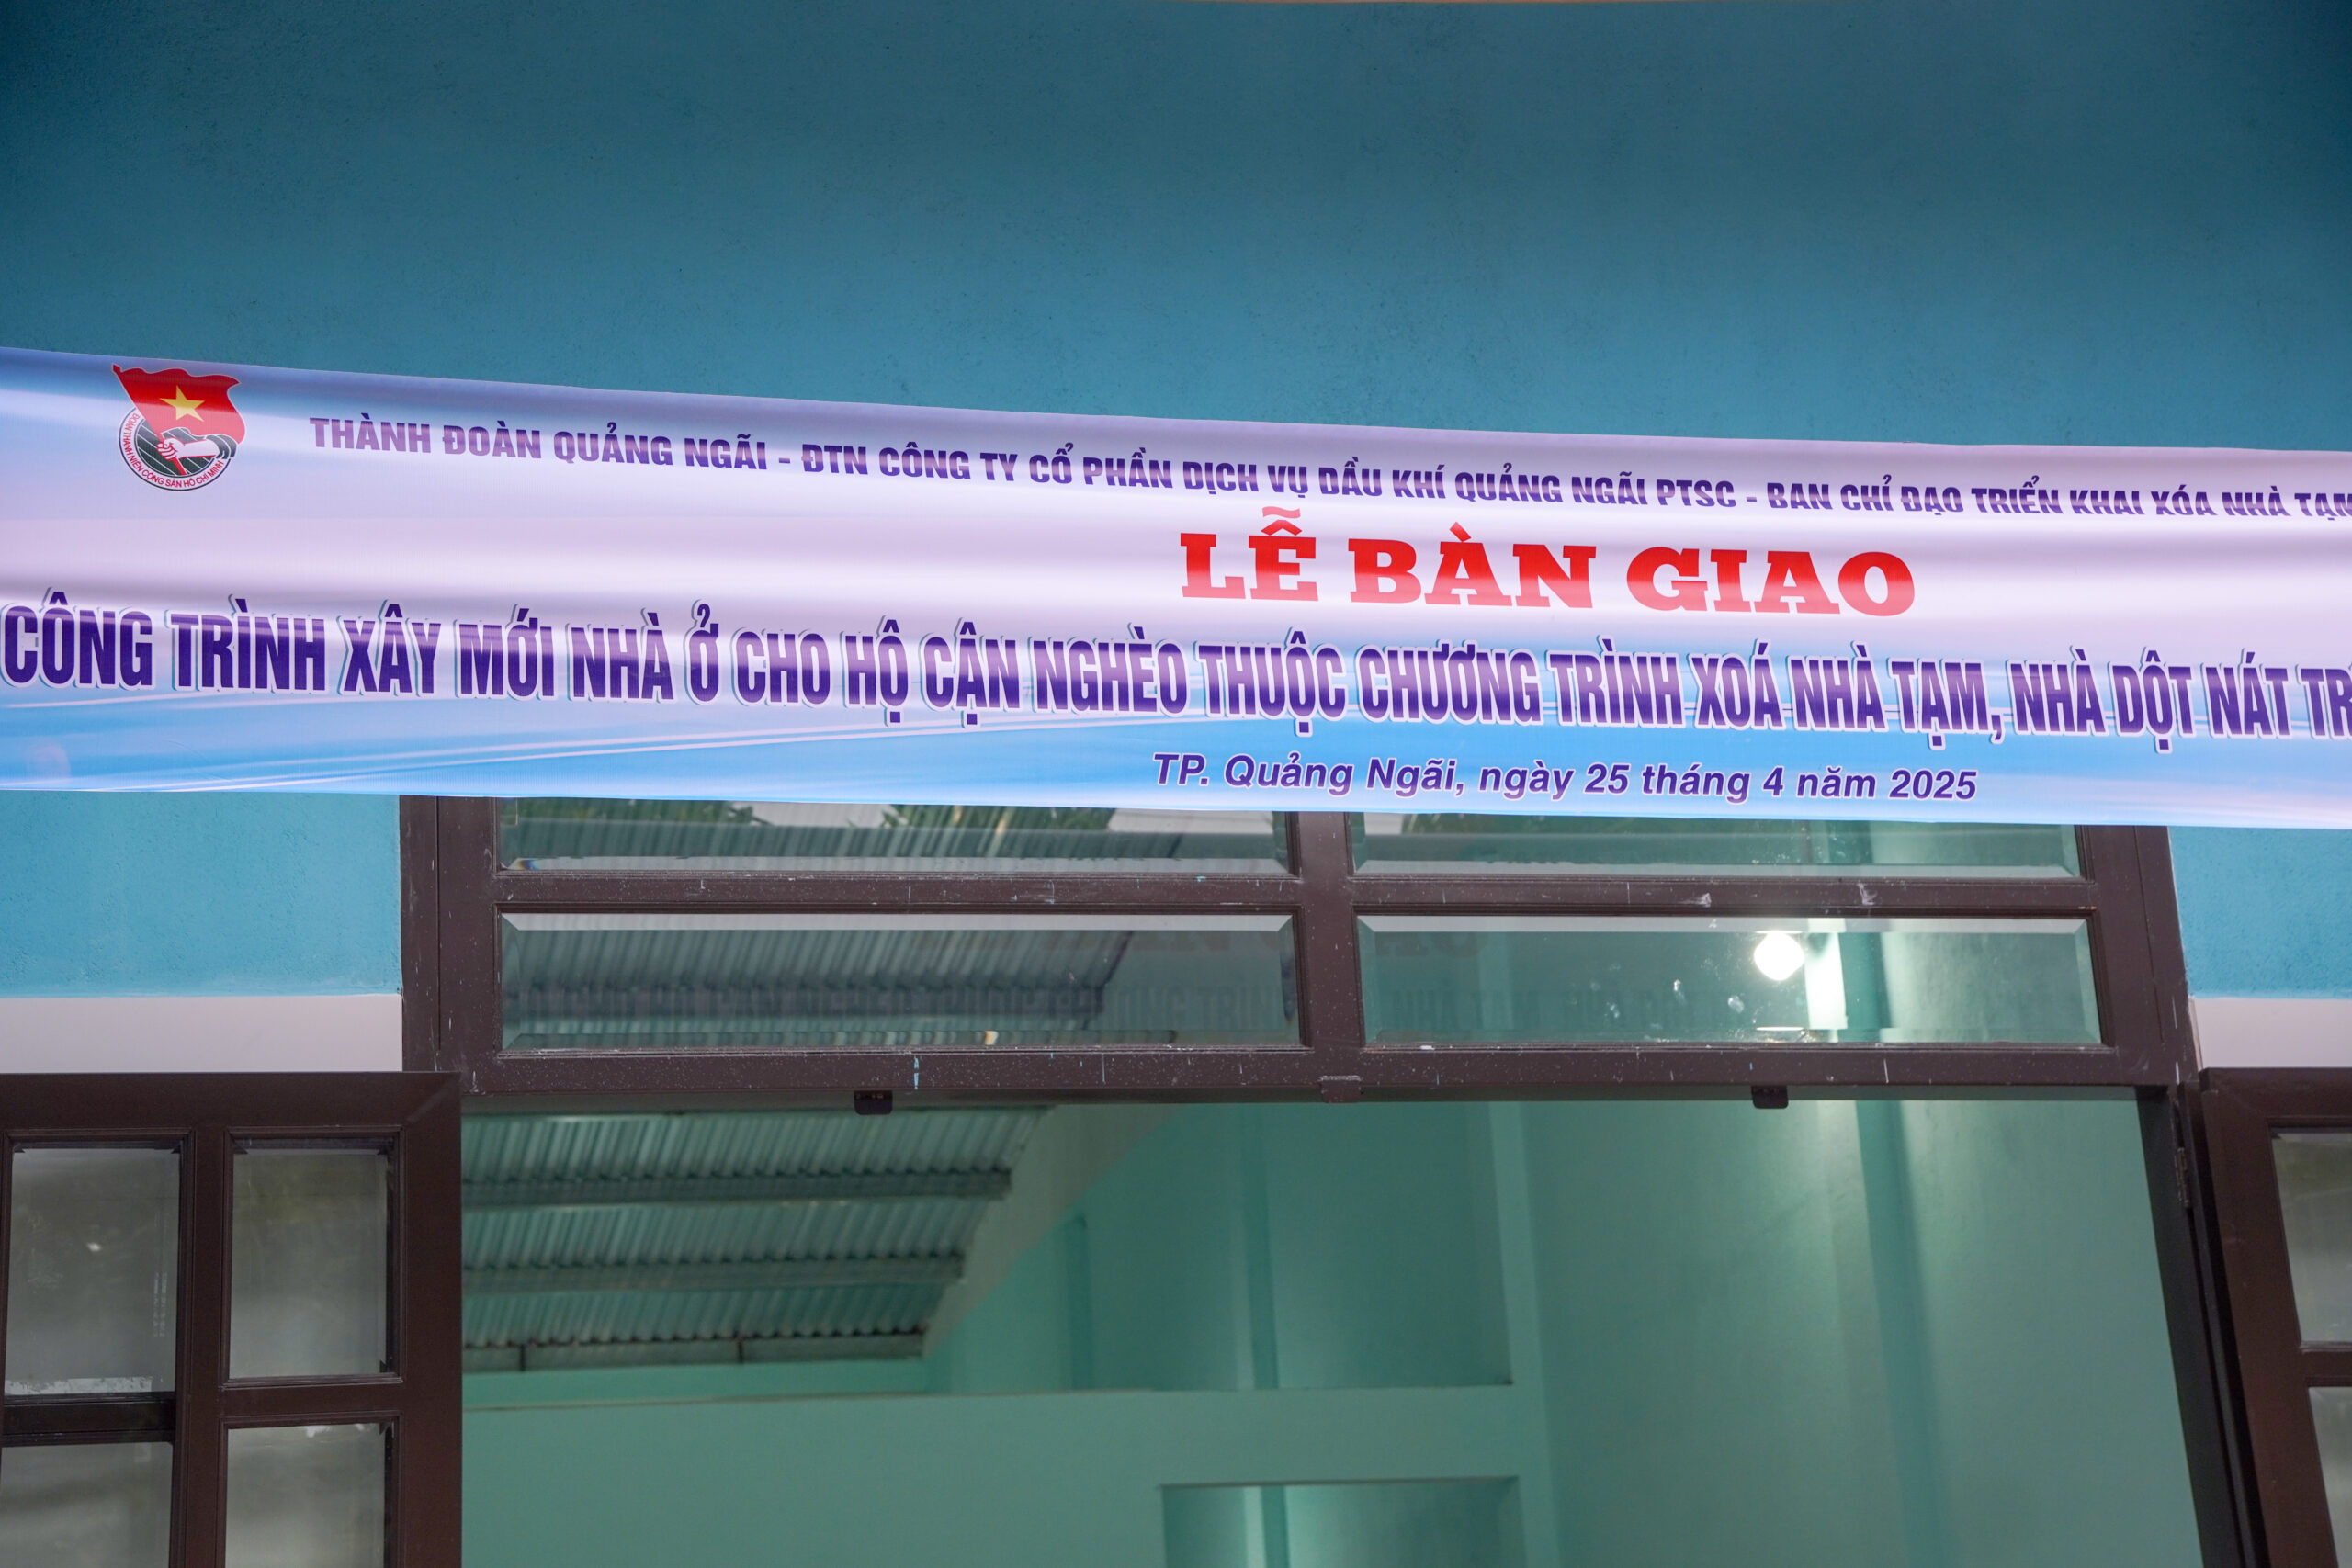 THÀNH ĐOÀN QUẢNG NGÃI - ĐTN CÔNG TY CỔ PHẦN DỊCH VỤ DẦU KHÍ QUẢNG NGÃI PTSC - BAN CHỈ ĐẠO TRIỂN KHAI XÓA NHÀ TẠM
LỄ BÀN GIAO
CÔNG TRÌNH XÂY MỚI NHÀ Ở CHO HỘ CẬN NGHÈO THUỘC CHƯƠNG TRÌNH XOÁ NHÀ TẠM, NHÀ DỘT NÁT
TP. Quảng Ngãi, ngày 25 tháng 4 năm 2025